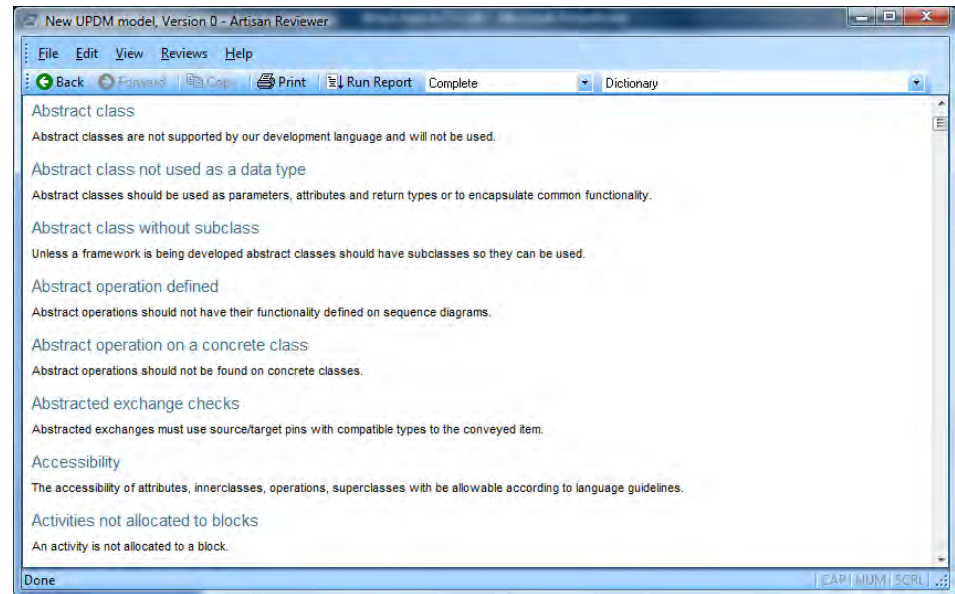 New UPDM model, Version 0 - Artisan Reviewer
File Edit View Reviews Help
Back Forward Copy Print Run Report Complete Dictionary
Abstract class
Abstract classes are not supported by our development language and will not be used.
Abstract class not used as a data type
Abstract classes should be used as parameters, attributes and return types or to encapsulate common functionality.
Abstract class without subclass
Unless a framework is being developed abstract classes should have subclasses so they can be used.
Abstract operation defined
Abstract operations should not have their functionality defined on sequence diagrams.
Abstract operation on a concrete class
Abstract operations should not be found on concrete classes.
Abstracted exchange checks
Abstracted exchanges must use source/target pins with compatible types to the conveyed item.
Accessibility
The accessibility of attributes, innerclasses, operations, superclasses with be allowable according to language guidelines.
Activities not allocated to blocks
An activity is not allocated to a block.
Done CAP NUM SCRL